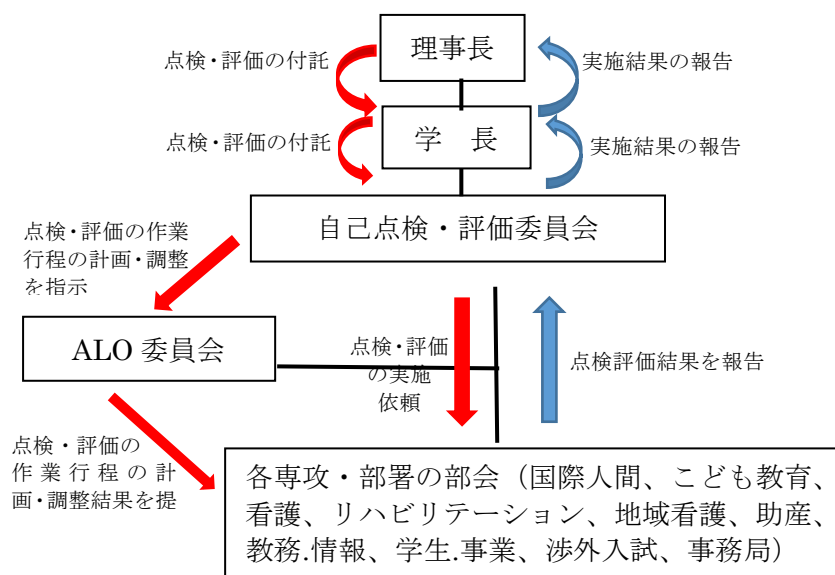 理事長
点検・評価の付託
実施結果の報告
学　長
点検・評価の付託
実施結果の報告
自己点検・評価委員会
点検・評価の作業
行程の計画・調整
を指示
ALO 委員会
点検・評価
の実施
依頼
点検評価結果を報告
点検・評価の
作業行程の計
画・調整結果を提
各専攻・部署の部会（国際人間、こども教育、
看護、リハビリテーション、地域看護、助産、
教務.情報、学生.事業、渉外入試、事務局）